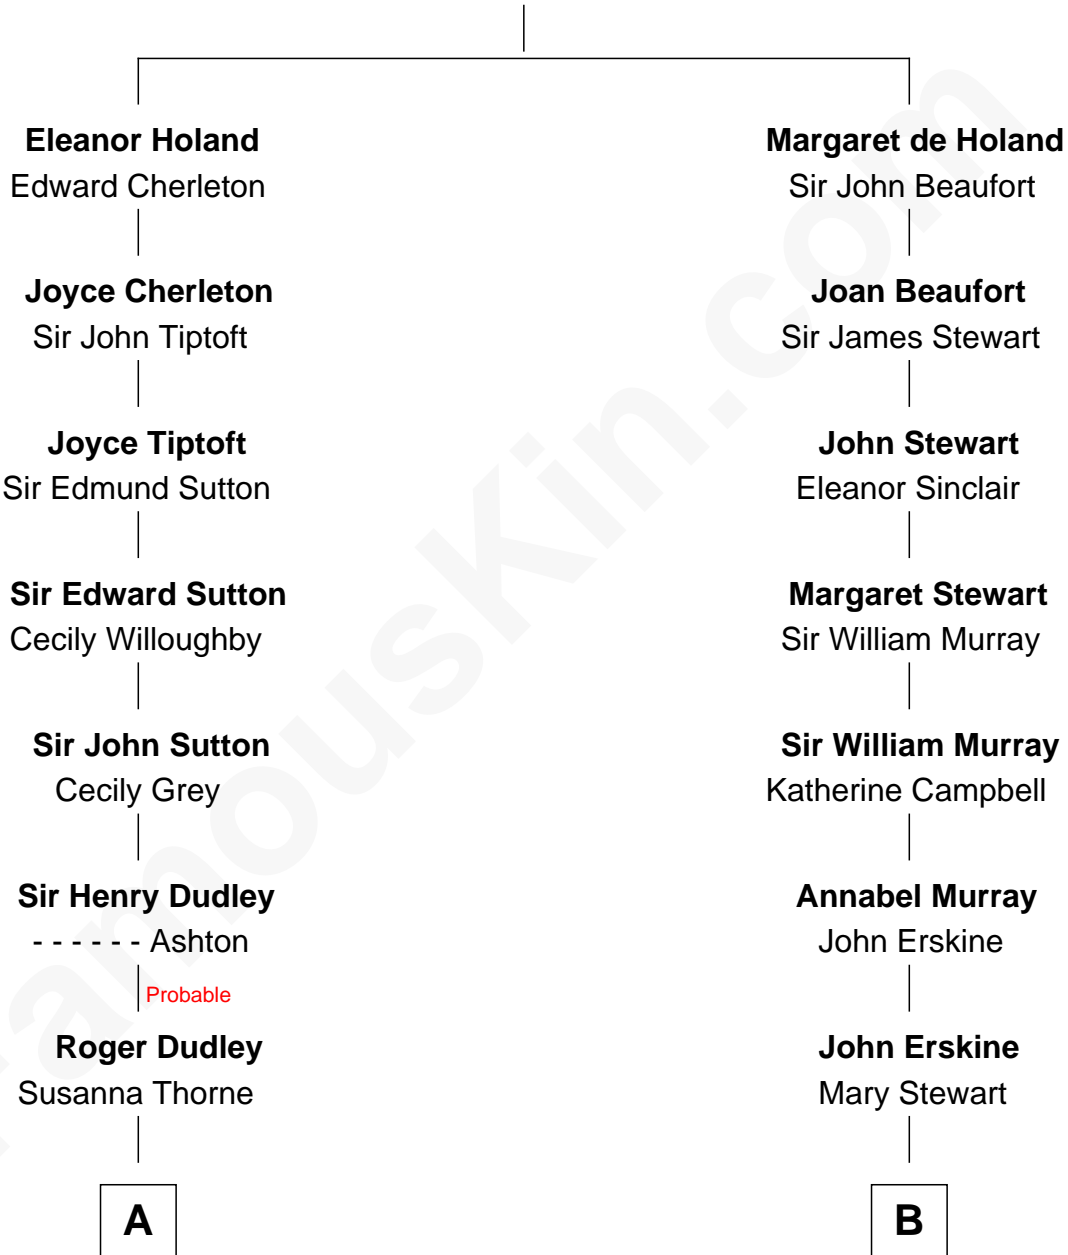 Eleanor Holand
Edward Cherleton
Joyce Cherleton
Sir John Tiptoft
Joyce Tiptoft
Sir Edmund Sutton
Sir Edward Sutton
Cecily Willoughby
Sir John Sutton
Cecily Grey
Sir Henry Dudley
- - - - - - Ashton
Probable
Roger Dudley
Susanna Thorne
A
Margaret de Holand
Sir John Beaufort
Joan Beaufort
Sir James Stewart
John Stewart
Eleanor Sinclair
Margaret Stewart
Sir William Murray
Sir William Murray
Katherine Campbell
Annabel Murray
John Erskine
John Erskine
Mary Stewart
B
FamousKin.com